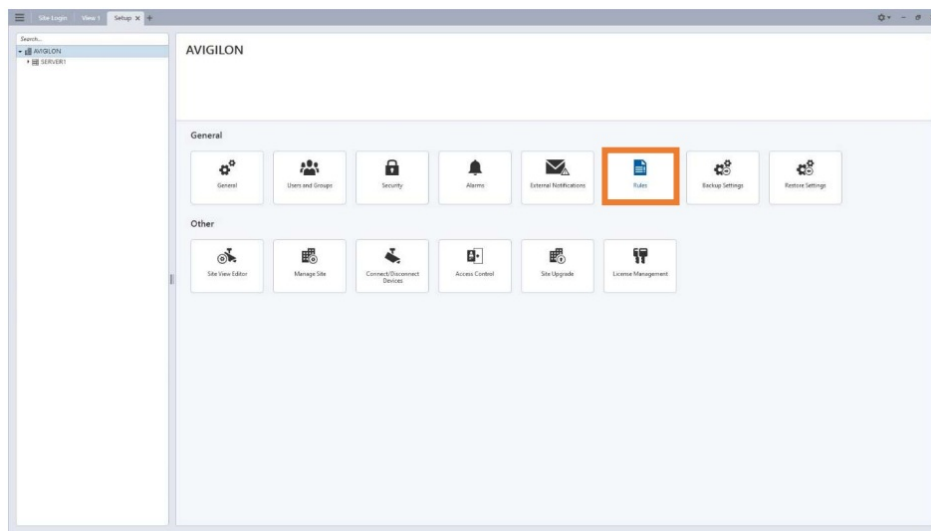 Site Login View 1 Setup
Search...
AVIGILON
SERVER1
AVIGILON
General
General
Users and Groups
Security
Alarms
External Notifications
Rules
Backup Settings
Restore Settings
Other
Site View Editor
Manage Site
Connect/Disconnect
Devices
Access Control
Site Upgrade
License Management